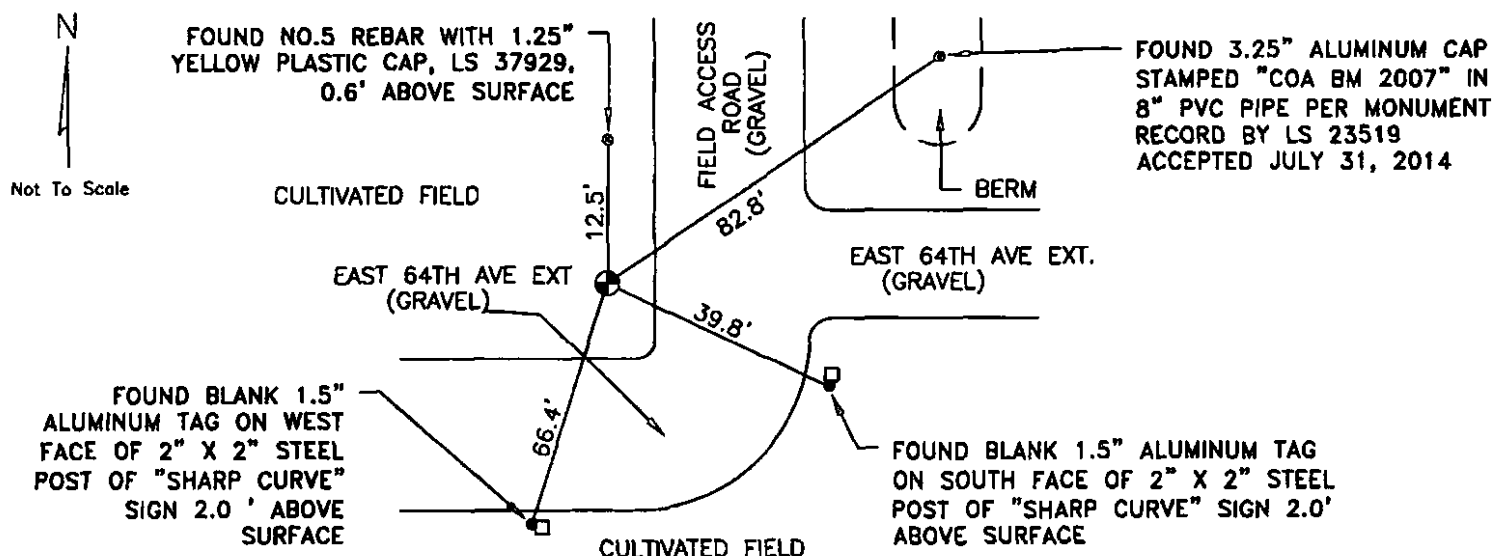 N
Not To Scale
FOUND NO.5 REBAR WITH 1.25"
YELLOW PLASTIC CAP, LS 37929,
0.6' ABOVE SURFACE
FIELD ACCESS
ROAD
(GRAVEL)
FOUND 3.25" ALUMINUM CAP
STAMPED "COA BM 2007" IN
8" PVC PIPE PER MONUMENT
RECORD BY LS 23519
ACCEPTED JULY 31, 2014
BERM
CULTIVATED FIELD
12.5'
82.8'
EAST 64TH AVE EXT
(GRAVEL)
EAST 64TH AVE EXT.
(GRAVEL)
39.8'
66.4'
FOUND BLANK 1.5"
ALUMINUM TAG ON WEST
FACE OF 2" X 2" STEEL
POST OF "SHARP CURVE"
SIGN 2.0 ' ABOVE
SURFACE
FOUND BLANK 1.5" ALUMINUM TAG
ON SOUTH FACE OF 2" X 2" STEEL
POST OF "SHARP CURVE" SIGN 2.0'
ABOVE SURFACE
CULTIVATED FIELD